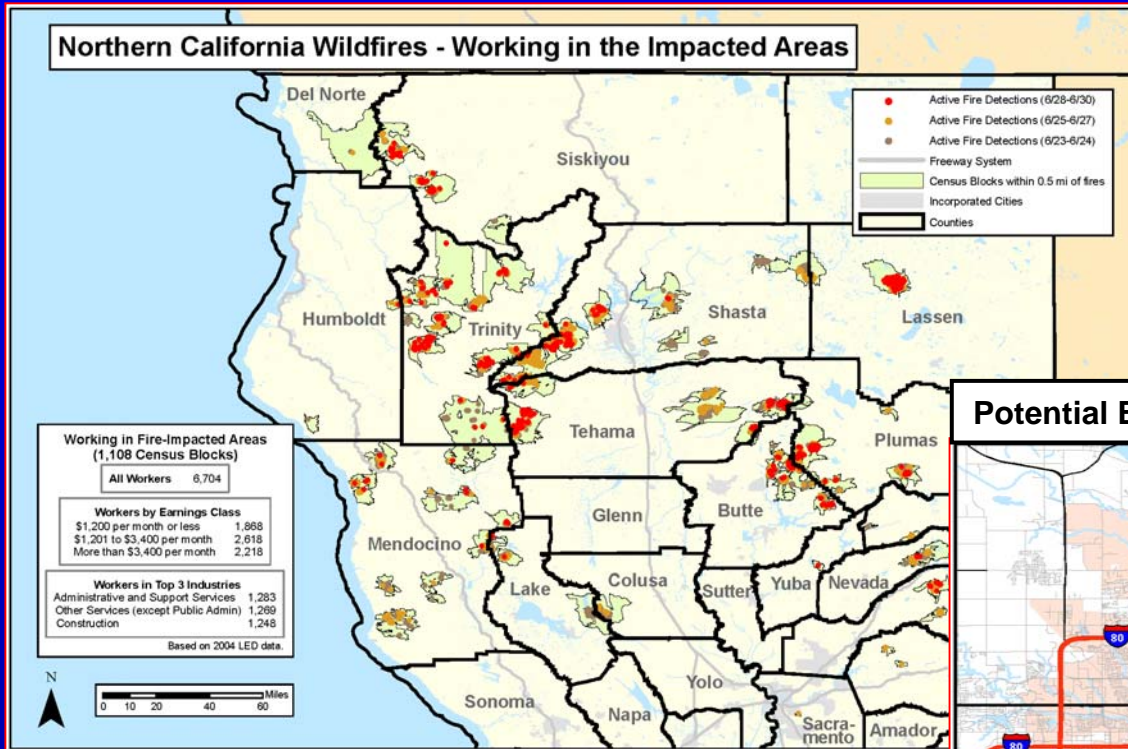 Northern California Wildfires - Working in the Impacted Areas
Active Fire Detections (6/28-6/30)
Active Fire Detections (6/25-6/27)
Active Fire Detections (6/23-6/24)
Freeway System
Census Blocks within 0.5 mi of fires
Incorporated Cities
Counties
Del Norte
Siskiyou
Humboldt
Trinity
Shasta
Lassen
Tehama
Plumas
Glenn
Butte
Mendocino
Lake
Colusa
Sutter
Yuba
Nevada
Sonoma
Napa
Yolo
Sacra-
mento
Amador
Working in Fire-Impacted Areas
(1,108 Census Blocks)
All Workers 6,704
Workers by Earnings Class
$1,200 per month or less 1,868
$1,201 to $3,400 per month 2,618
More than $3,400 per month 2,218
Workers in Top 3 Industries
Administrative and Support Services 1,283
Other Services (except Public Admin) 1,269
Construction 1,248
Based on 2004 LED data.
N
Miles
0 10 20 40 60
Potential E
80
80